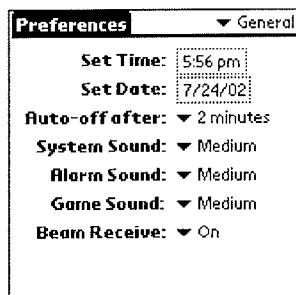 Preferences General
Set Time: 5:56 pm
Set Date: 7/24/02
Auto-off after: 2 minutes
System Sound: Medium
Alarm Sound: Medium
Game Sound: Medium
Beam Receive: On